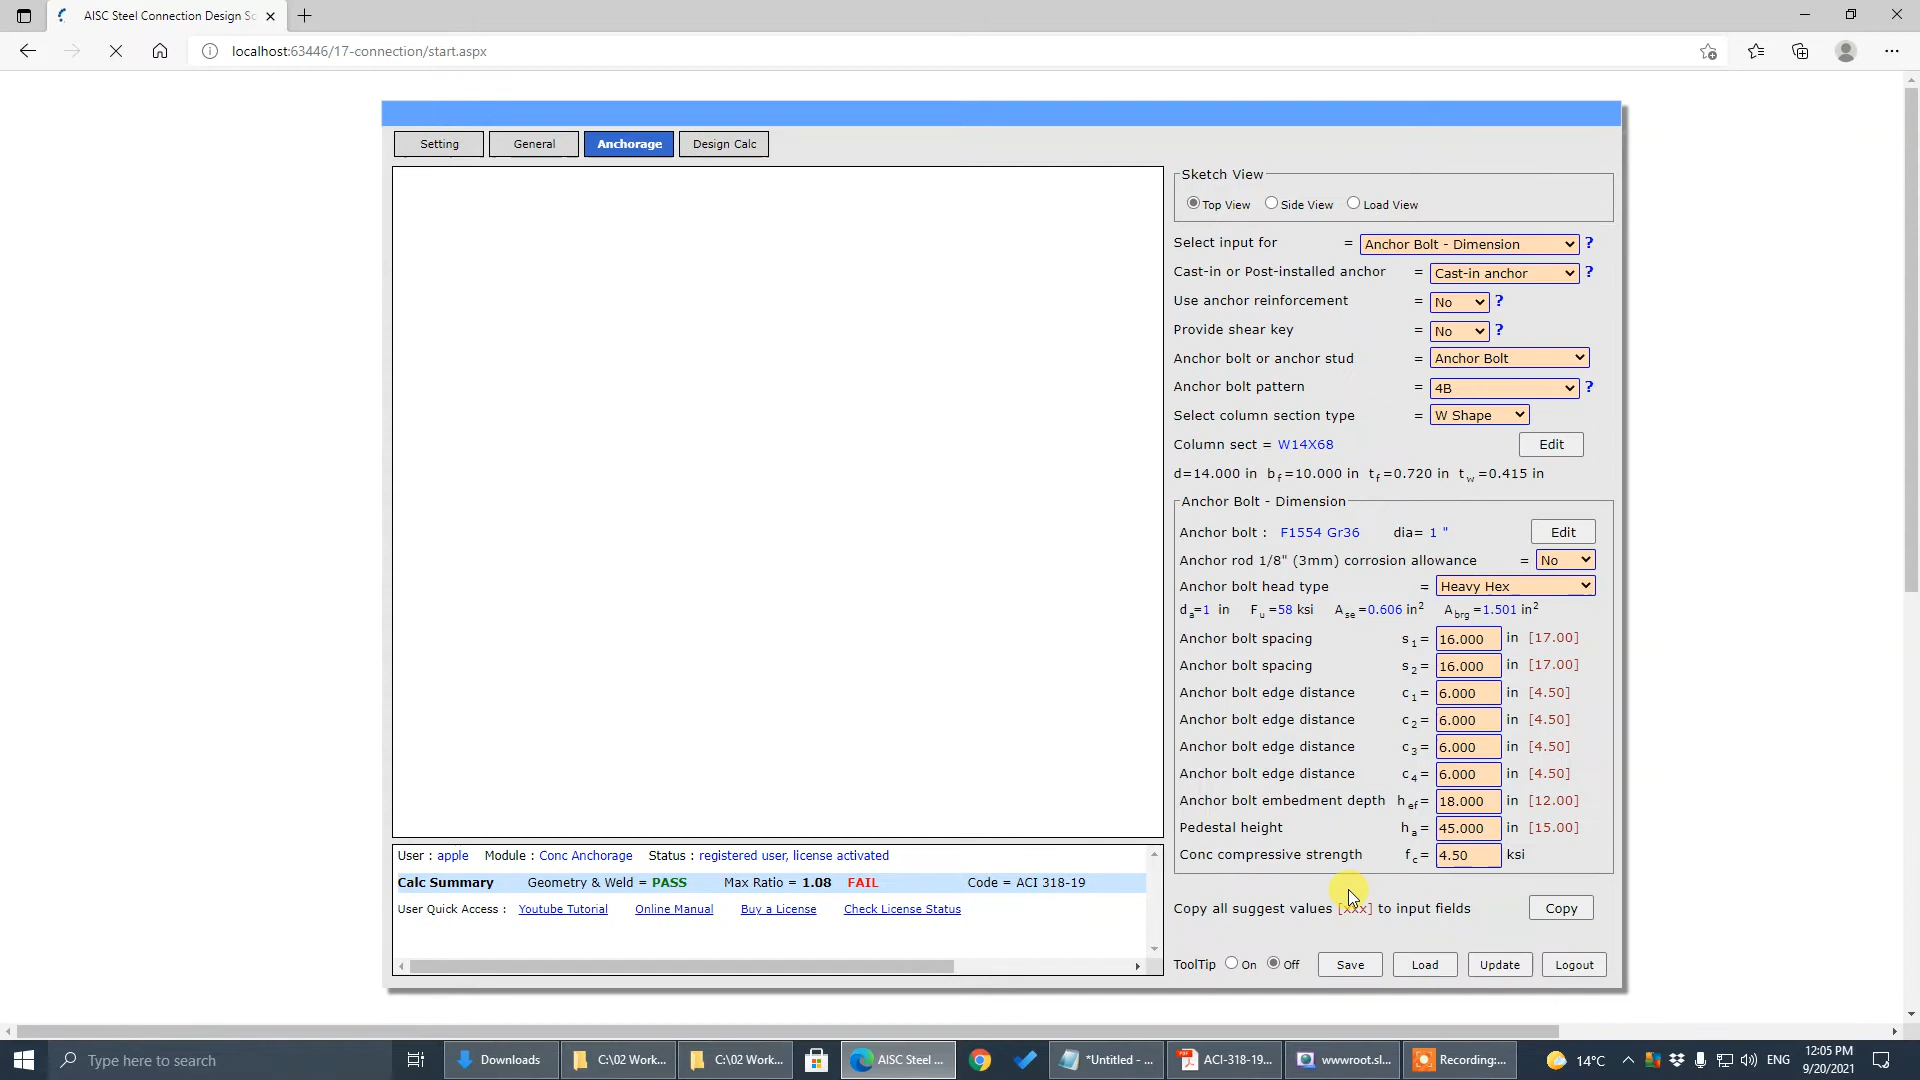 AISC Steel Connection Design So
localhost:63446/17-connection/start.aspx
Setting General Anchorage Design Calc
Sketch View
Top View Side View Load View
Select input for = Anchor Bolt - Dimension ?
Cast-in or Post-installed anchor = Cast-in anchor ?
Use anchor reinforcement = No ?
Provide shear key = No ?
Anchor bolt or anchor stud = Anchor Bolt
Anchor bolt pattern = 4B ?
Select column section type = W Shape
Column sect = W14X68 Edit
d=14.000 in bf=10.000 in tf=0.720 in tw=0.415 in
Anchor Bolt - Dimension
Anchor bolt : F1554 Gr36 dia= 1 " Edit
Anchor rod 1/8" (3mm) corrosion allowance = No
Anchor bolt head type = Heavy Hex
da=1 in Fu=58 ksi Ase=0.606 in2 Abrg=1.501 in2
Anchor bolt spacing s1= 16.000 in [17.00]
Anchor bolt spacing s2= 16.000 in [17.00]
Anchor bolt edge distance c1= 6.000 in [4.50]
Anchor bolt edge distance c2= 6.000 in [4.50]
Anchor bolt edge distance c3= 6.000 in [4.50]
Anchor bolt edge distance c4= 6.000 in [4.50]
Anchor bolt embedment depth hef= 18.000 in [12.00]
Pedestal height ha= 45.000 in [15.00]
Conc compressive strength fc= 4.50 ksi
Copy all suggest values [xxx] to input fields Copy
ToolTip On Off Save Load Update Logout
User : apple Module : Conc Anchorage Status : registered user, license activated
Calc Summary Geometry & Weld = PASS Max Ratio = 1.08 FAIL Code = ACI 318-19
User Quick Access : Youtube Tutorial Online Manual Buy a License Check License Status
Type here to search
Downloads
C:\02 Work...
C:\02 Work...
AISC Steel ...
*Untitled - ...
ACI-318-19...
wwwroot.sl...
Recording:...
14°C
ENG
12:05 PM
9/20/2021